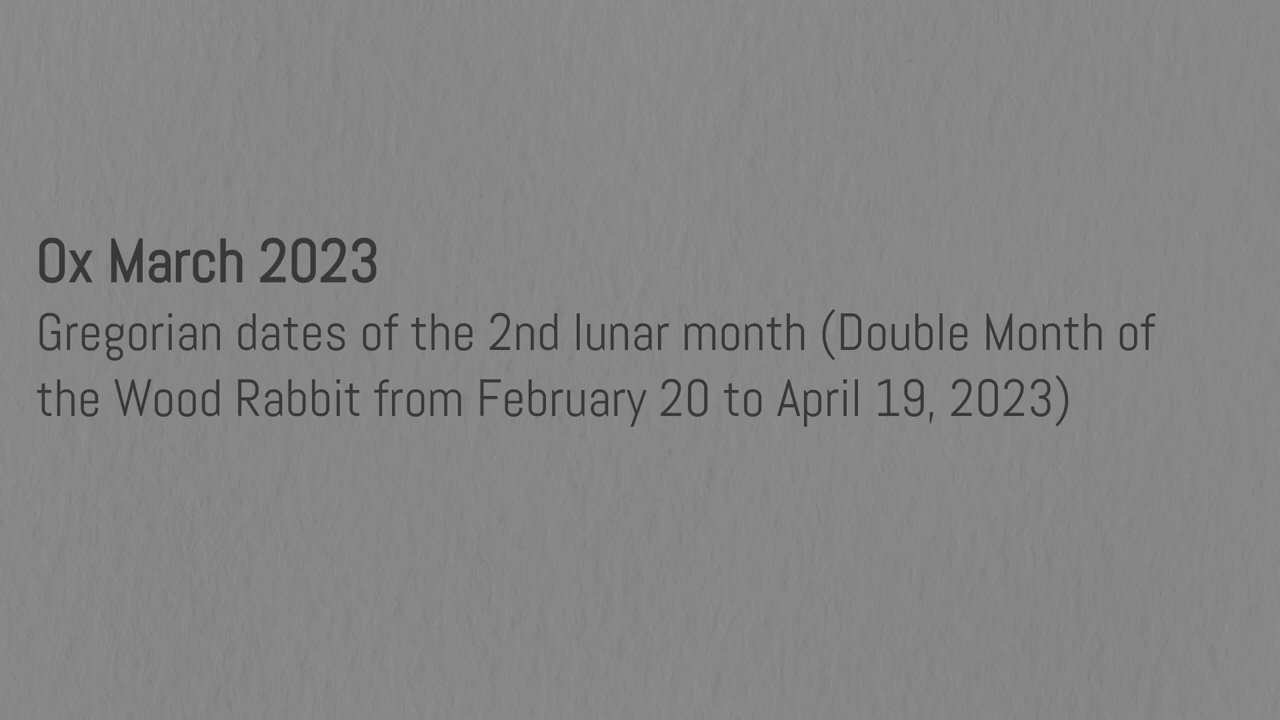 Ox March 2023
Gregorian dates of the 2nd lunar month (Double Month of
the Wood Rabbit from February 20 to April 19, 2023)